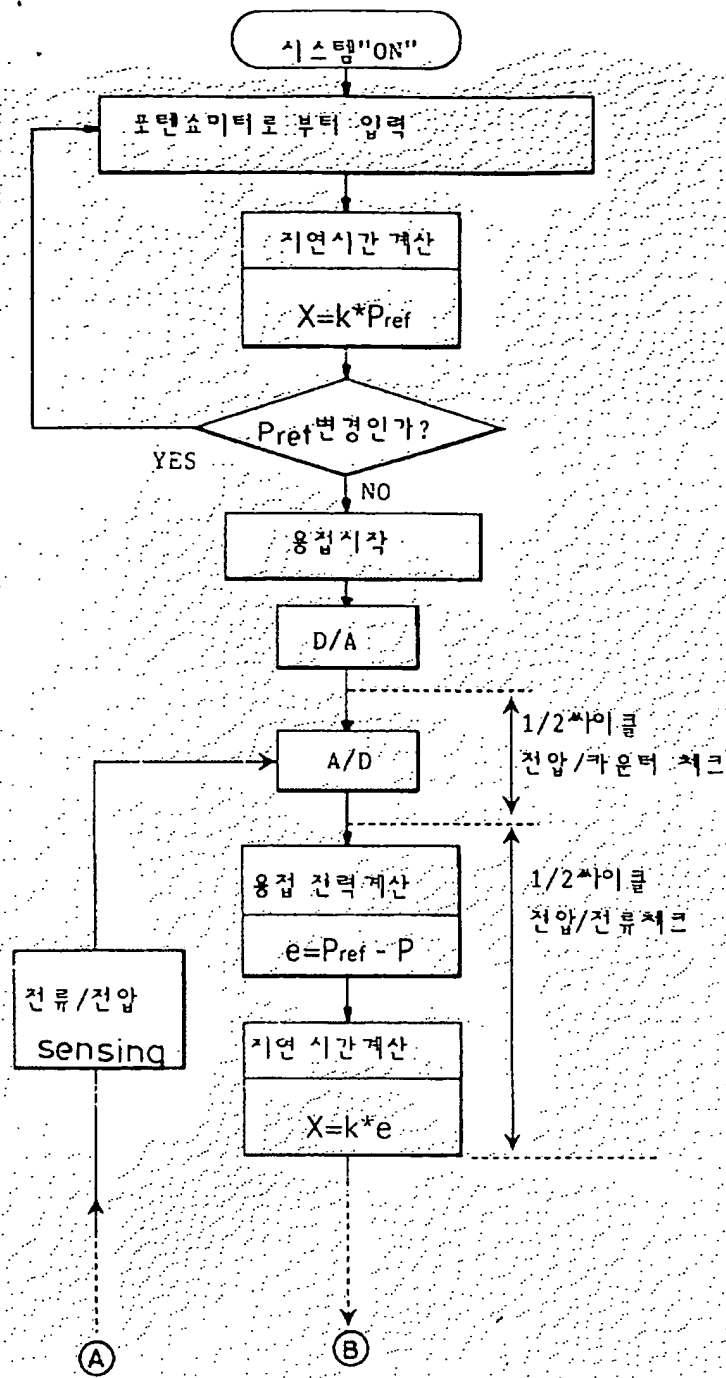 시스템"ON"
포텐쇼미터로 부터 입력
지연시간 계산
X=k*Pref
Pref변경인가?
YES
NO
용접시작
D/A
1/2싸이클
전압/카운터 체크
A/D
용접 전력계산
e=Pref - P
1/2싸이클
전압/전류체크
전류/전압
sensing
지연 시간계산
X=k*e
A
B